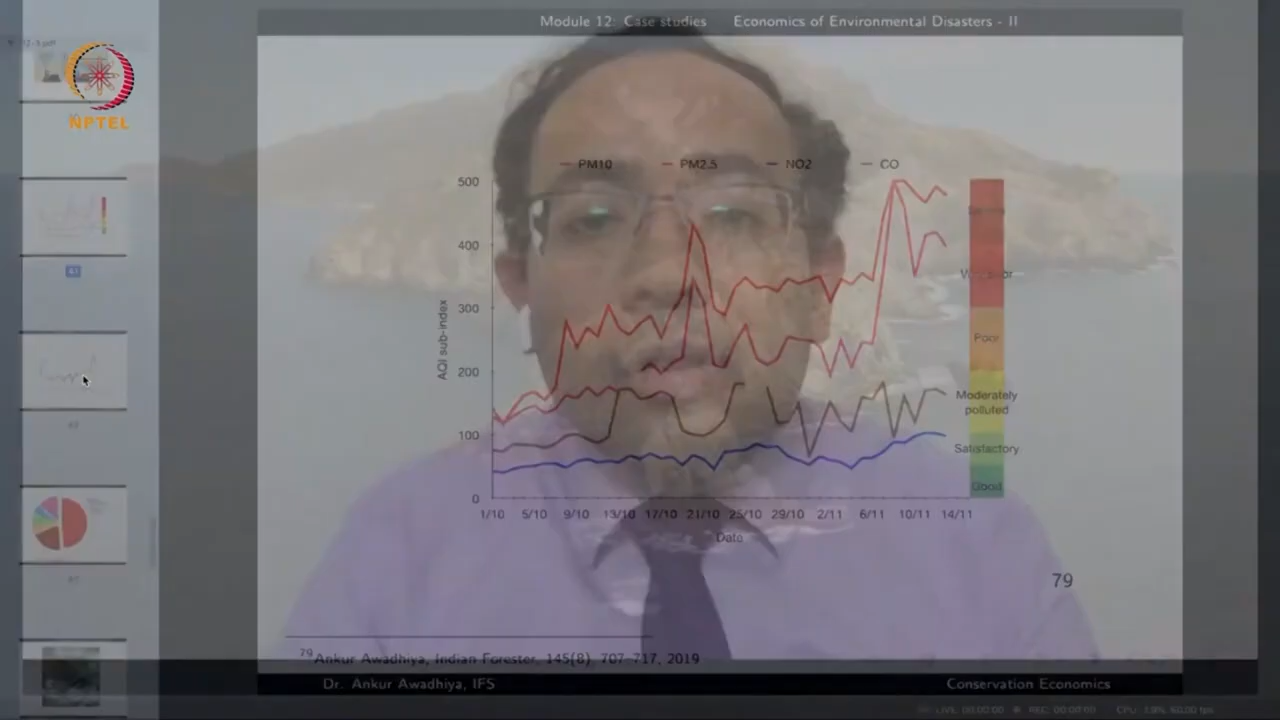 Module 12: Case studies Economics of Environmental Disasters - II
NPTEL
PM10 PM2.5 NO2 CO
500
400
300
200
100
0
AQI sub-index
Poor
Moderately
polluted
Satisfactory
Good
1/10 5/10 9/10 13/10 17/10 21/10 25/10 29/10 2/11 6/11 10/11 14/11
Date
79
79 Ankur Awadhiya, Indian Forester, 145(8), 707-717, 2019
Dr. Ankur Awadhiya, IFS Conservation Economics